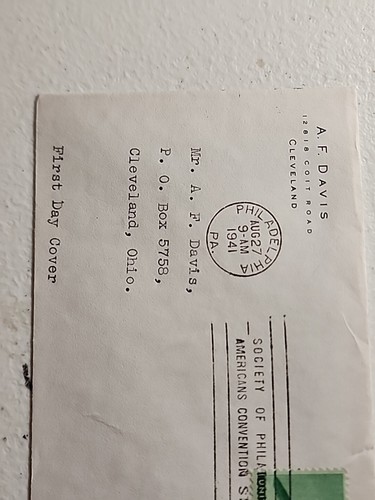 A. F. DAVIS
12818 COIT ROAD
CLEVELAND
PHILADELPHIA
AUG 27
9-AM
1941
PA.
SOCIETY OF
AMERICANS CONVENTION
Mr. A. F. Davis,
P. O. Box 5758,
Cleveland, Ohio.
First Day Cover